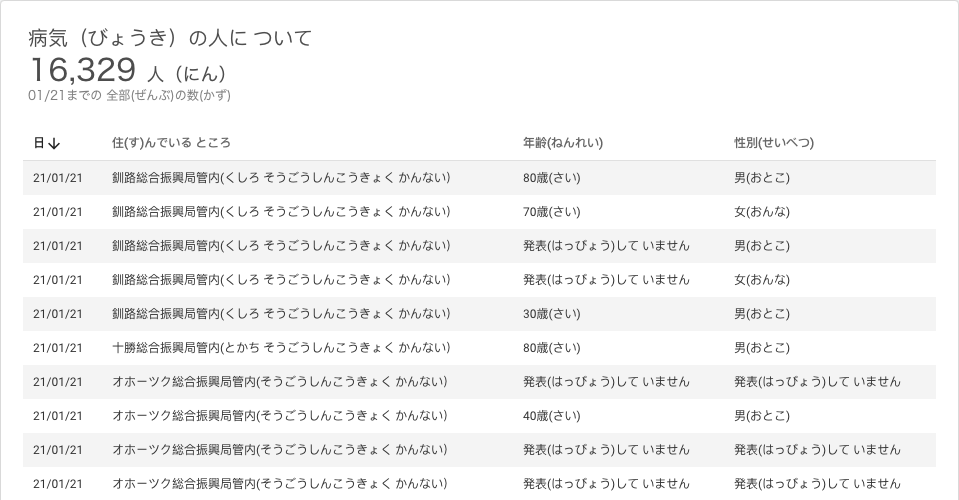 病気（びょうき）の人に ついて
16,329 人（にん）
01/21までの 全部(ぜんぶ)の数(かず)
日↓ 住(す)んでいる ところ 年齢(ねんれい) 性別(せいべつ)
21/01/21 釧路総合振興局管内(くしろ そうごうしんこうきょく かんない) 80歳(さい) 男(おとこ)
21/01/21 釧路総合振興局管内(くしろ そうごうしんこうきょく かんない) 70歳(さい) 女(おんな)
21/01/21 釧路総合振興局管内(くしろ そうごうしんこうきょく かんない) 発表(はっぴょう)して いません 男(おとこ)
21/01/21 釧路総合振興局管内(くしろ そうごうしんこうきょく かんない) 発表(はっぴょう)して いません 女(おんな)
21/01/21 釧路総合振興局管内(くしろ そうごうしんこうきょく かんない) 30歳(さい) 男(おとこ)
21/01/21 十勝総合振興局管内(とかち そうごうしんこうきょく かんない) 80歳(さい) 男(おとこ)
21/01/21 オホーツク総合振興局管内(そうごうしんこうきょく かんない) 発表(はっぴょう)して いません 発表(はっぴょう)して いません
21/01/21 オホーツク総合振興局管内(そうごうしんこうきょく かんない) 40歳(さい) 男(おとこ)
21/01/21 オホーツク総合振興局管内(そうごうしんこうきょく かんない) 発表(はっぴょう)して いません 発表(はっぴょう)して いません
21/01/21 オホーツク総合振興局管内(そうごうしんこうきょく かんない) 発表(はっぴょう)して いません 発表(はっぴょう)して いません